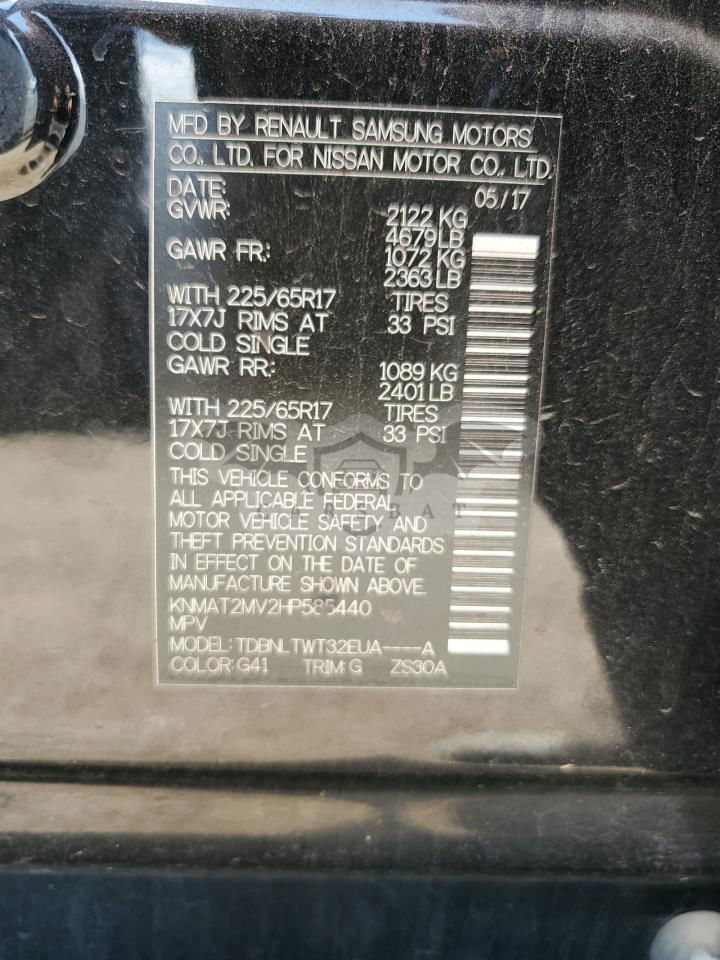 MFD BY RENAULT SAMSUNG MOTORS
CO., LTD. FOR NISSAN MOTOR CO., LTD.
DATE: 05/17
GVWR: 2122 KG
4679LB
GAWR FR.: 1072 KG
2363LB
WITH 225/65R17 TIRES
17X7J RIMS AT 33 PSI
COLD SINGLE
GAWR RR: 1089 KG
2401LB
WITH 225/65R17 TIRES
17X7J RIMS AT 33 PSI
COLD SINGLE
THIS VEHICLE CONFORMS TO
ALL APPLICABLE FEDERAL
MOTOR VEHICLE SAFETY AND
THEFT PREVENTION STANDARDS
IN EFFECT ON THE DATE OF
MANUFACTURE SHOWN ABOVE.
KNMAT2MV2HP585440
MPV
MODEL: TDBNLTWT32EUA----A
COLOR: G41 TRIM: G ZS30A
CARSBAT